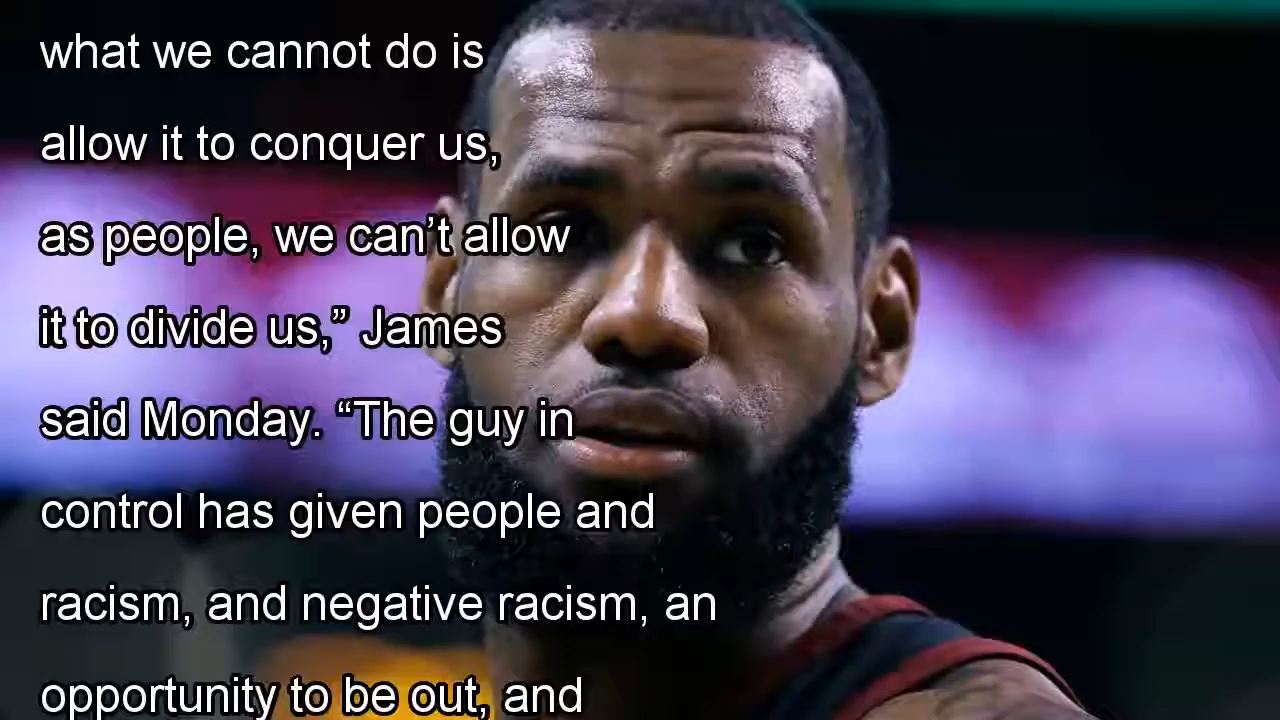 what we cannot do is
allow it to conquer us,
as people, we can’t allow
it to divide us,” James
said Monday. “The guy in
control has given people and
racism, and negative racism, an
opportunity to be out, and